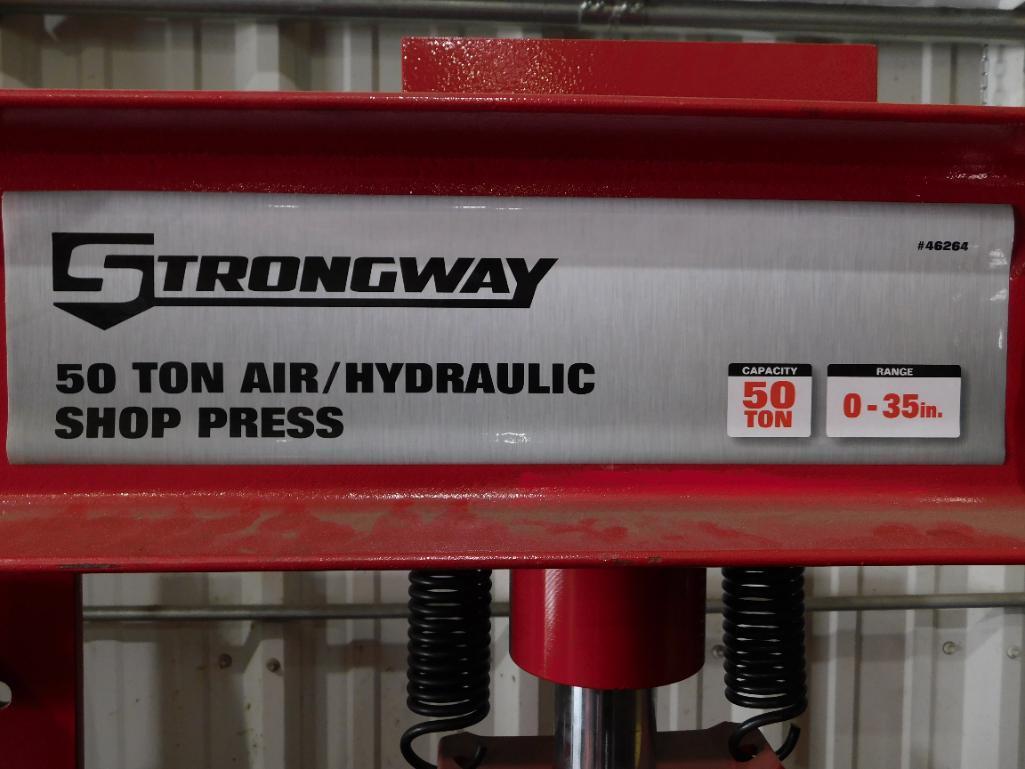 #46264
STRONGWAY
50 TON AIR/HYDRAULIC
SHOP PRESS
CAPACITY
50
TON
RANGE
0-35in.